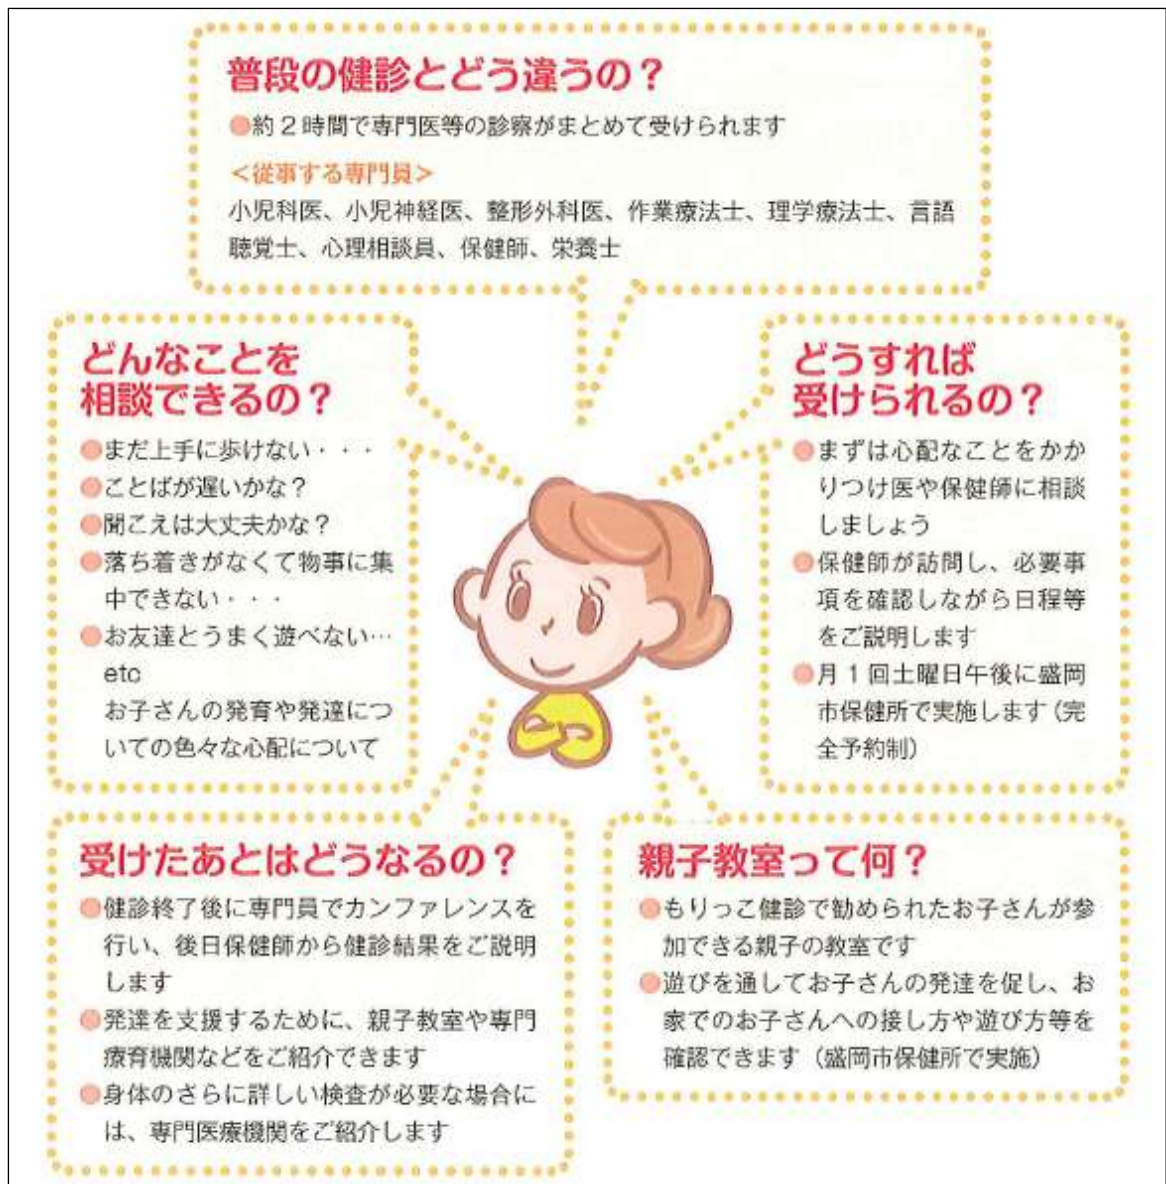 普段の健診とどう違うの？
●約２時間で専門医等の診察がまとめて受けられます
＜従事する専門員＞
小児科医、小児神経医、整形外科医、作業療法士、理学療法士、言語
聴覚士、心理相談員、保健師、栄養士
どんなことを
相談できるの？
●まだ上手に歩けない・・・
●ことばが遅いかな？
●聞こえは大丈夫かな？
●落ち着きがなくて物事に集
中できない・・・
●お友達とうまく遊べない…
etc
お子さんの発育や発達につ
いての色々な心配について
どうすれば
受けられるの？
●まずは心配なことをかか
りつけ医や保健師に相談
しましょう
●保健師が訪問し、必要事
項を確認しながら日程等
をご説明します
●月１回土曜日午後に盛岡
市保健所で実施します（完
全予約制）
受けたあとはどうなるの？
●健診終了後に専門員でカンファレンスを
行い、後日保健師から健診結果をご説明
します
●発達を支援するために、親子教室や専門
療育機関などをご紹介できます
●身体のさらに詳しい検査が必要な場合に
は、専門医療機関をご紹介します
親子教室って何？
●もりっこ健診で勧められたお子さんが参
加できる親子の教室です
●遊びを通してお子さんの発達を促し、お
家でのお子さんへの接し方や遊び方等を
確認できます（盛岡市保健所で実施）